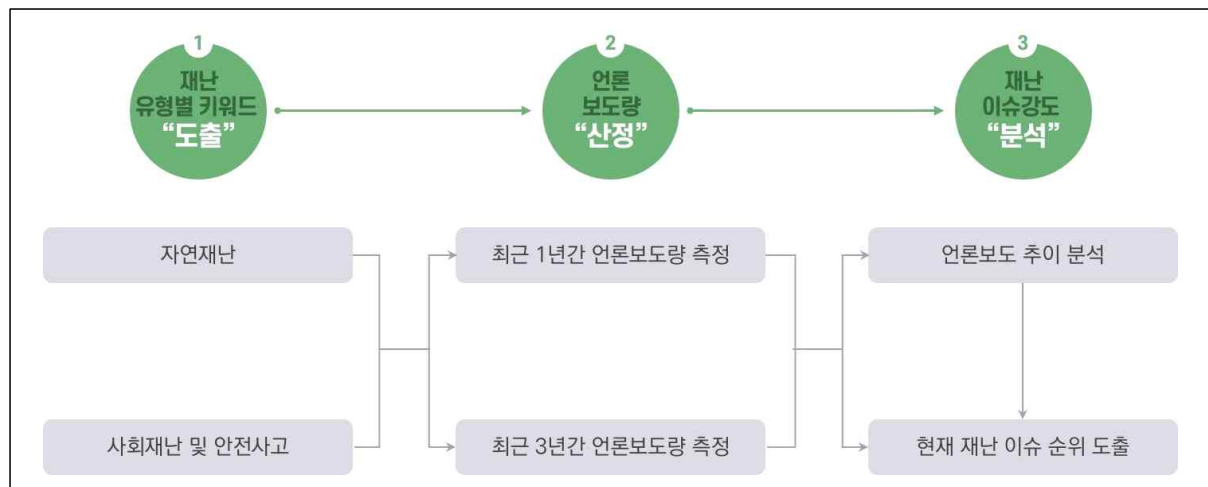 1
재난
유형별 키워드
“도출”
2
언론
보도량
“산정”
3
재난
이슈강도
“분석”
자연재난
최근 1년간 언론보도량 측정
언론보도 추이 분석
사회재난 및 안전사고
최근 3년간 언론보도량 측정
현재 재난 이슈 순위 도출